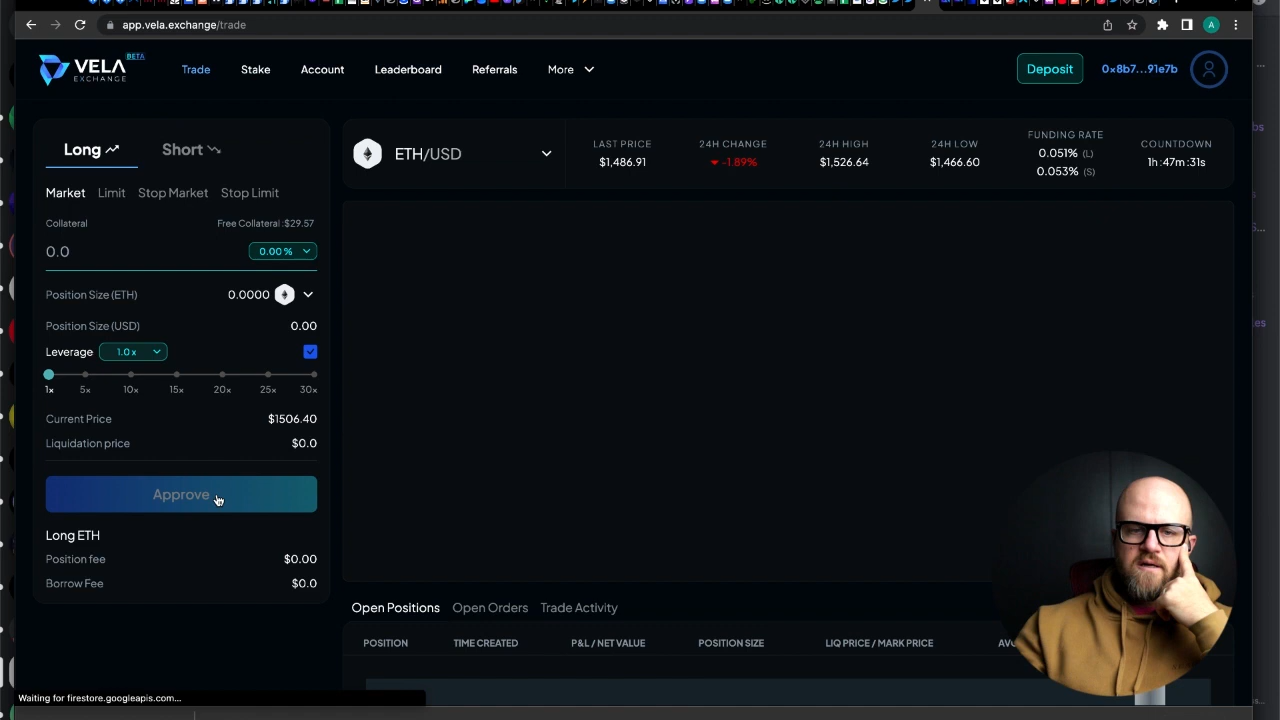 app.vela.exchange/trade
A
VELA BETA
EXCHANGE
Trade Stake Account Leaderboard Referrals More
Deposit 0×8b7...91e7b
Long Short
Market Limit Stop Market Stop Limit
Collateral Free Collateral :$29.57
0.0 0.00 %
Position Size (ETH) 0.0000
Position Size (USD) 0.00
Leverage 1.0 x
1x 5x 10x 15x 20x 25x 30x
Current Price $1506.40
Liquidation price $0.0
Approve
Long ETH
Position fee $0.00
Borrow Fee $0.0
ETH/USD
LAST PRICE
$1,486.91
24H CHANGE
-1.89%
24H HIGH
$1,526.64
24H LOW
$1,466.60
FUNDING RATE
0.051% (L)
0.053% (S)
COUNTDOWN
1h:47m:31s
Open Positions Open Orders Trade Activity
POSITION TIME CREATED P&L / NET VALUE POSITION SIZE LIQ PRICE / MARK PRICE
Waiting for firestore.googleapis.com...